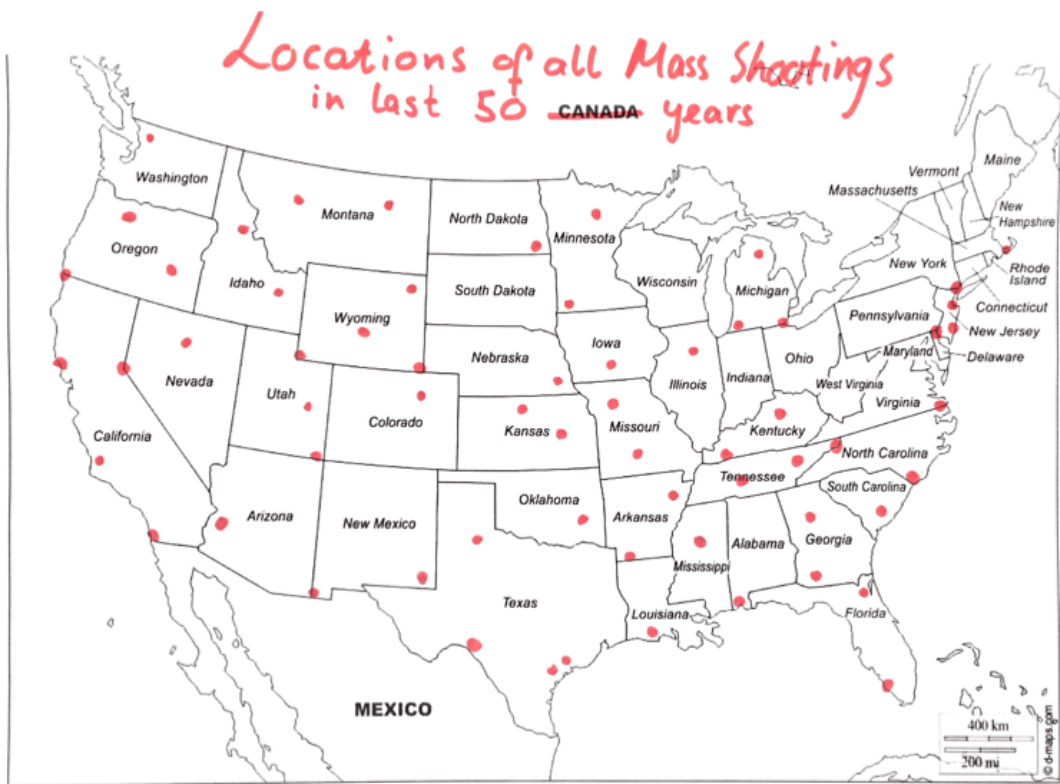 Locations of all Mass Shootings
in last 50 CANADA years
Washington
Montana
North Dakota
Minnesota
Oregon
Idaho
Wyoming
South Dakota
Wisconsin
Michigan
Vermont
Maine
Massachusetts
New
Hampshire
New York
Rhode
Island
Connecticut
Pennsylvania
New Jersey
Nebraska
Iowa
Illinois
Indiana
Ohio
Maryland
Delaware
West Virginia
Virginia
Nevada
Utah
Colorado
Kansas
Missouri
Kentucky
California
North Carolina
Tennessee
South Carolina
Arizona
New Mexico
Oklahoma
Arkansas
Mississippi
Alabama
Georgia
Texas
Louisiana
Florida
MEXICO
400 km
200 mi
© d-maps.com